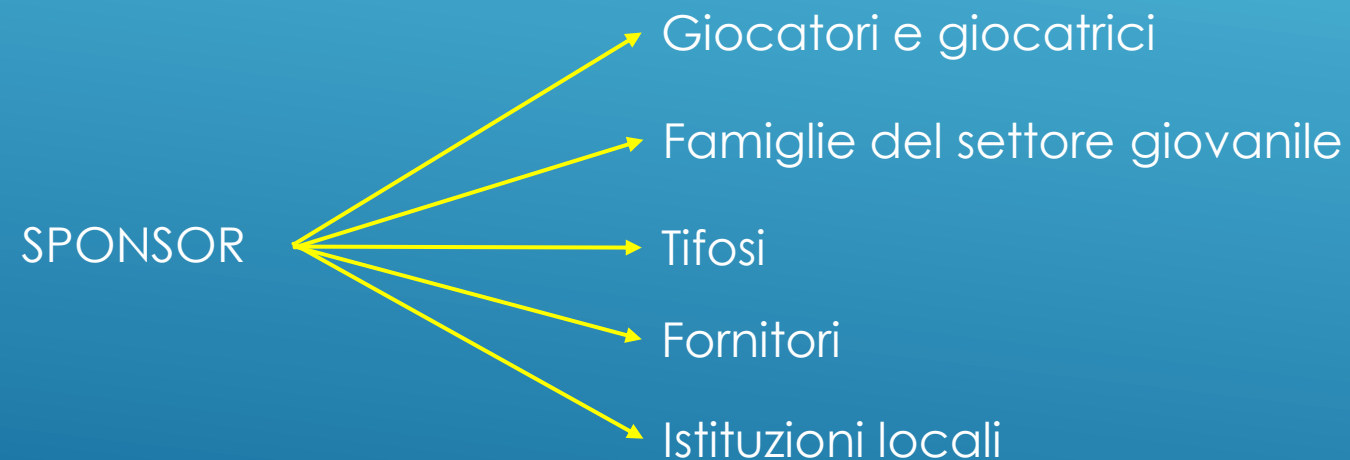 Giocatori e giocatrici
Famiglie del settore giovanile
SPONSOR
Tifosi
Fornitori
Istituzioni locali